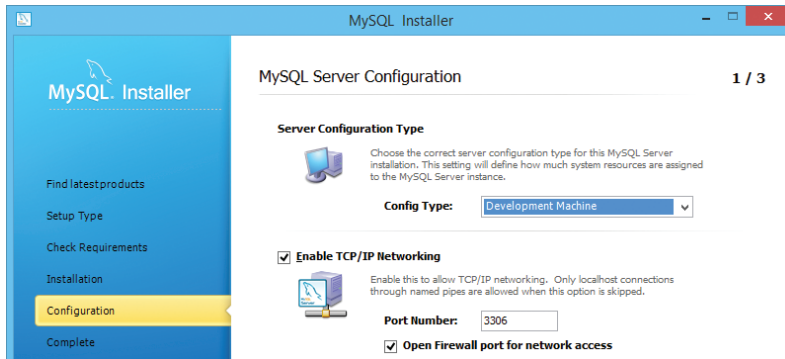 MySQL Installer
MySQL. Installer
Find latest products
Setup Type
Check Requirements
Installation
Configuration
Complete
MySQL Server Configuration
1 / 3
Server Configuration Type
Choose the correct server configuration type for this MySQL Server
installation. This setting will define how much system resources are assigned
to the MySQL Server instance.
Config Type:
Development Machine
Enable TCP/IP Networking
Enable this to allow TCP/IP networking. Only localhost connections
through named pipes are allowed when this option is skipped.
Port Number:
3306
Open Firewall port for network access